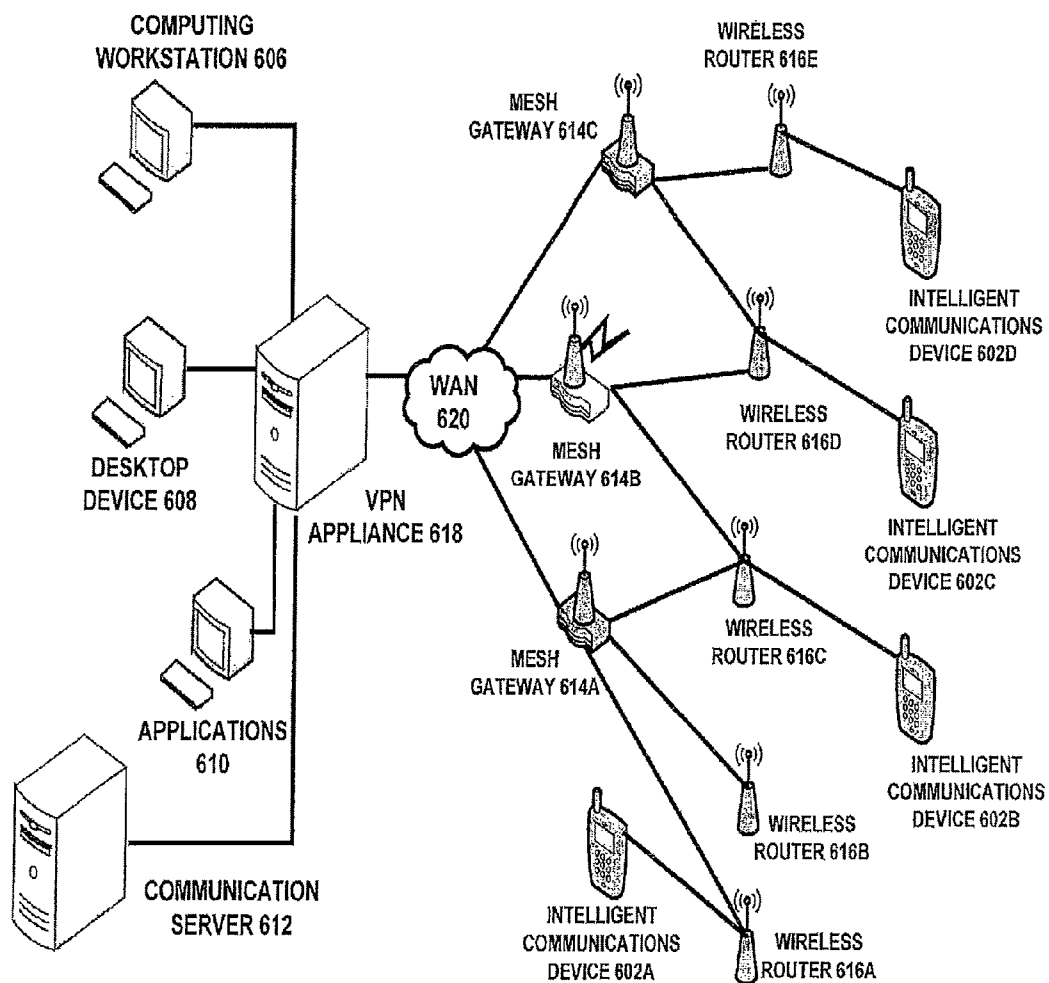 COMPUTING
WORKSTATION 606
WIRELESS
ROUTER 616E
MESH
GATEWAY 614C
INTELLIGENT
COMMUNICATIONS
DEVICE 602D
WAN
620
WIRELESS
ROUTER 616D
MESH
GATEWAY 614B
DESKTOP
DEVICE 608
VPN
APPLIANCE 618
INTELLIGENT
COMMUNICATIONS
DEVICE 602C
WIRELESS
ROUTER 616C
MESH
GATEWAY 614A
APPLICATIONS
610
INTELLIGENT
COMMUNICATIONS
DEVICE 602B
WIRELESS
ROUTER 616B
COMMUNICATION
SERVER 612
INTELLIGENT
COMMUNICATIONS
DEVICE 602A
WIRELESS
ROUTER 616A